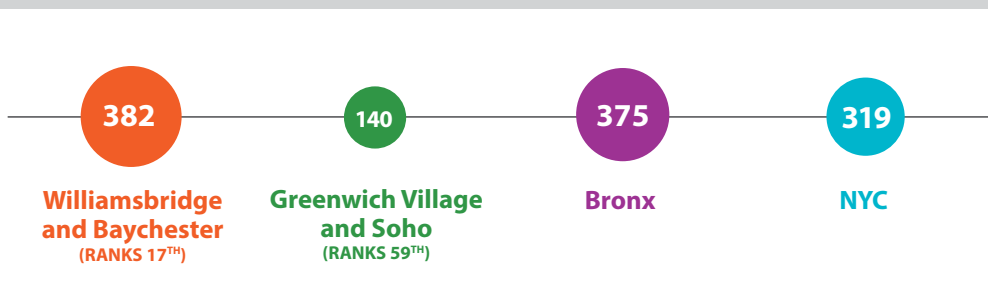 382
140
375
319
Williamsbridge
and Baychester
(RANKS 17TH)
Greenwich Village
and Soho
(RANKS 59TH)
Bronx
NYC